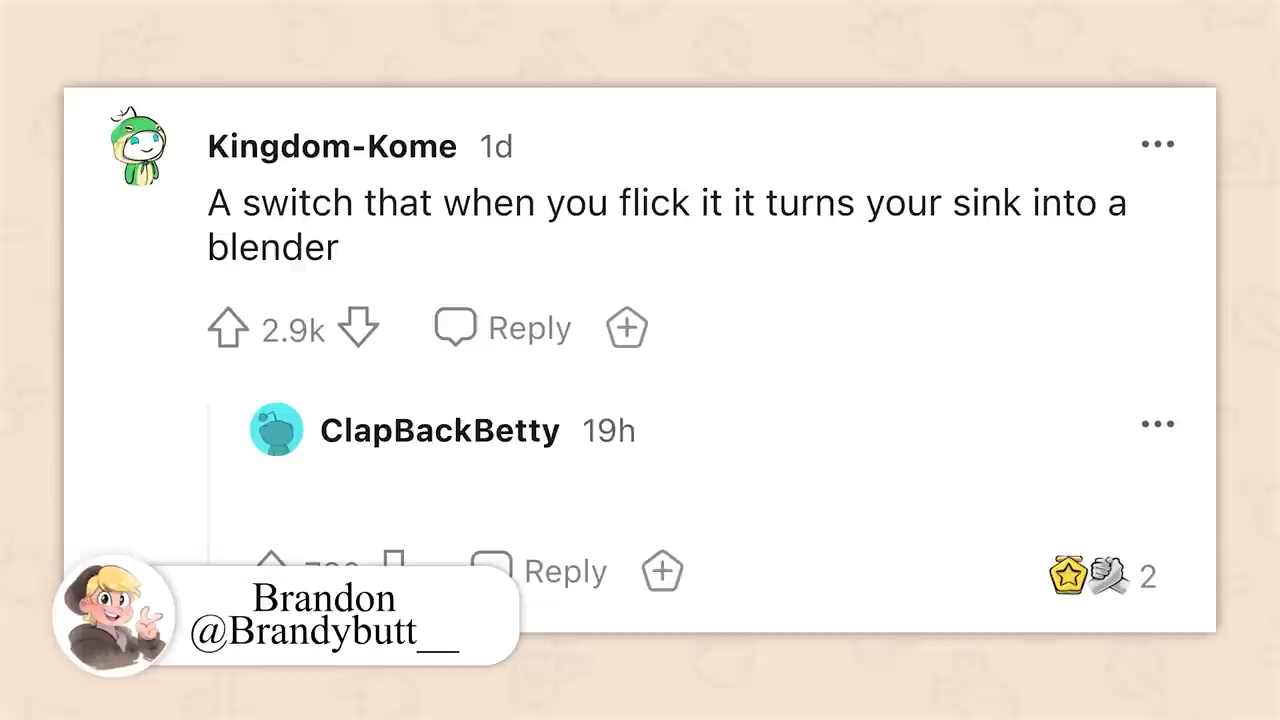 Kingdom-Kome 1d
A switch that when you flick it it turns your sink into a
blender
2.9k Reply
ClapBackBetty 19h
Reply 2
Brandon
@Brandybutt__